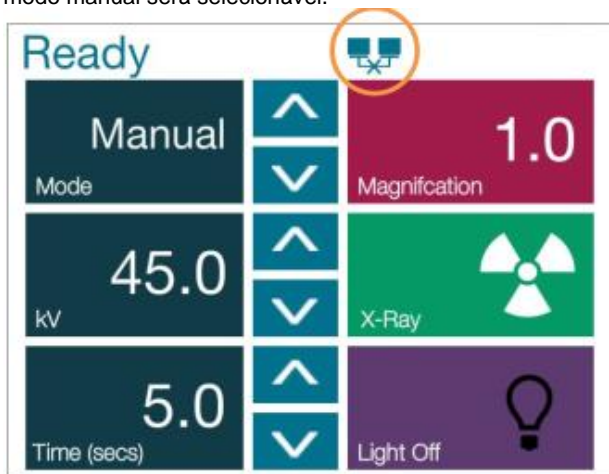 modo manual será selecionável.
Ready
Manual
Mode
1.0
Magnifcation
45.0
kV
X-Ray
5.0
Time (secs)
Light Off